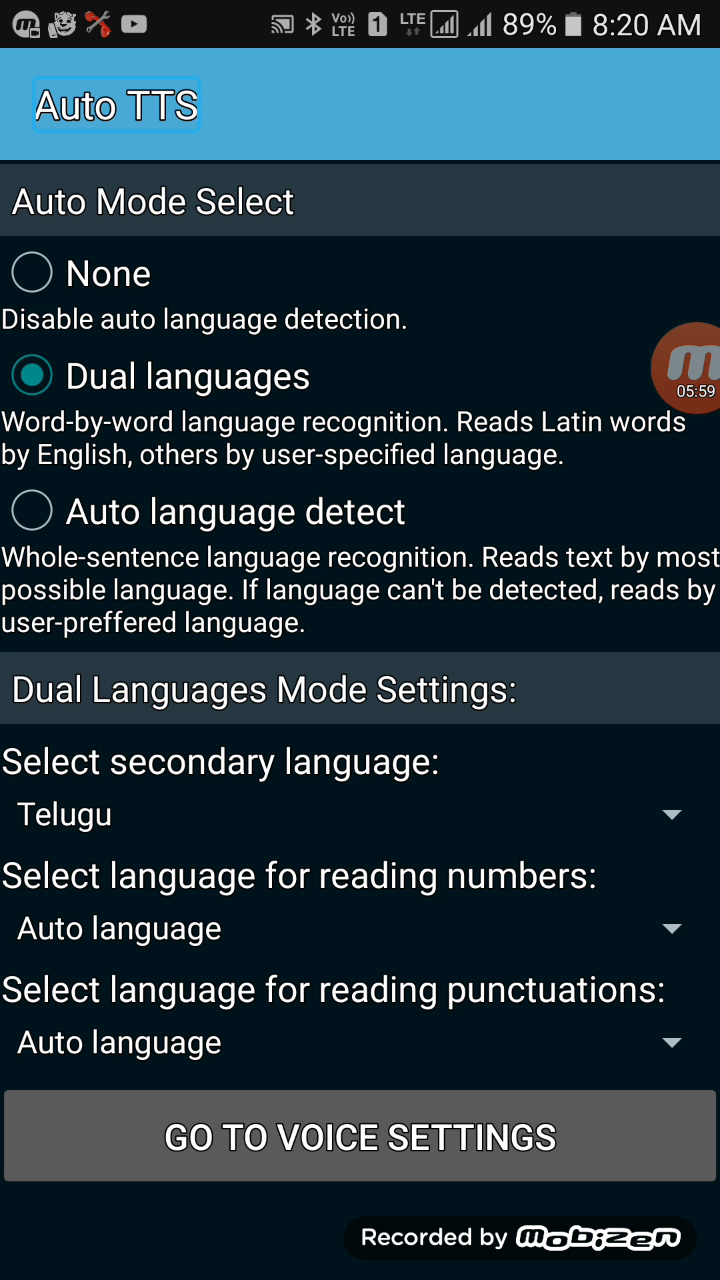 Vo)) LTE 1 LTE 89% 8:20 AM
Auto TTS
Auto Mode Select
None
Disable auto language detection.
Dual languages
05:59
Word-by-word language recognition. Reads Latin words
by English, others by user-specified language.
Auto language detect
Whole-sentence language recognition. Reads text by most
possible language. If language can't be detected, reads by
user-preffered language.
Dual Languages Mode Settings:
Select secondary language:
Telugu
Select language for reading numbers:
Auto language
Select language for reading punctuations:
Auto language
GO TO VOICE SETTINGS
Recorded by mobizen